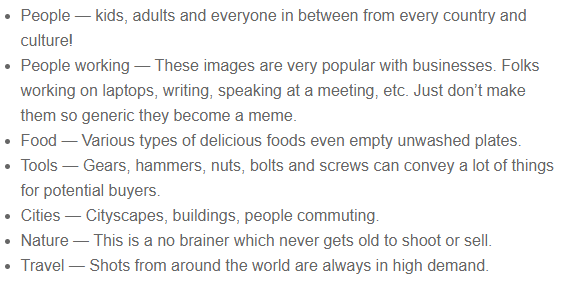 • People — kids, adults and everyone in between from every country and
culture!
• People working — These images are very popular with businesses. Folks
working on laptops, writing, speaking at a meeting, etc. Just don’t make
them so generic they become a meme.
• Food — Various types of delicious foods even empty unwashed plates.
• Tools — Gears, hammers, nuts, bolts and screws can convey a lot of things
for potential buyers.
• Cities — Cityscapes, buildings, people commuting.
• Nature — This is a no brainer which never gets old to shoot or sell.
• Travel — Shots from around the world are always in high demand.